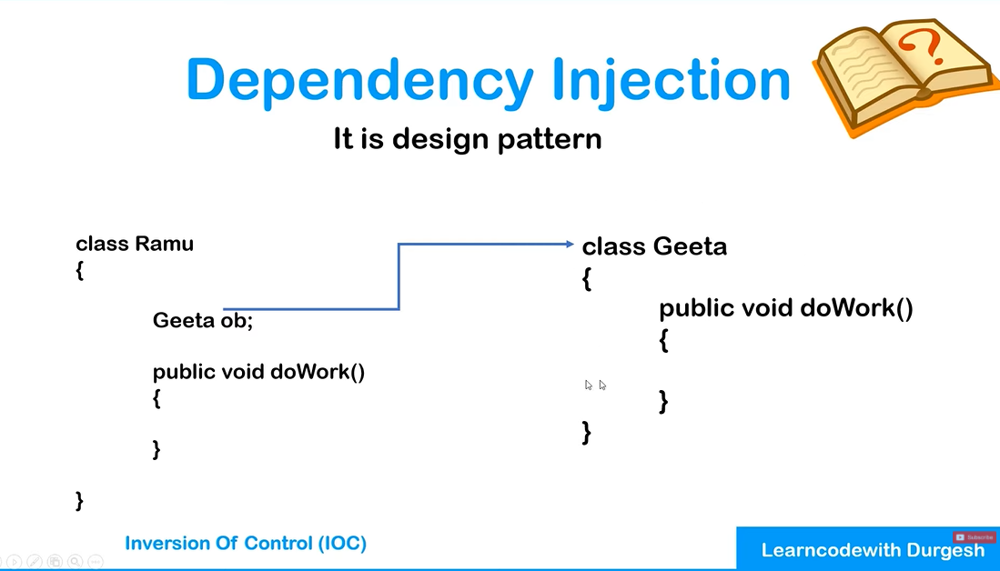 Dependency Injection
It is design pattern
class Ramu
{
Geeta ob;
public void doWork()
{
}
}
class Geeta
{
public void doWork()
{
}
}
Inversion Of Control (IOC)
Subscribe
Learncodewith Durgesh
?